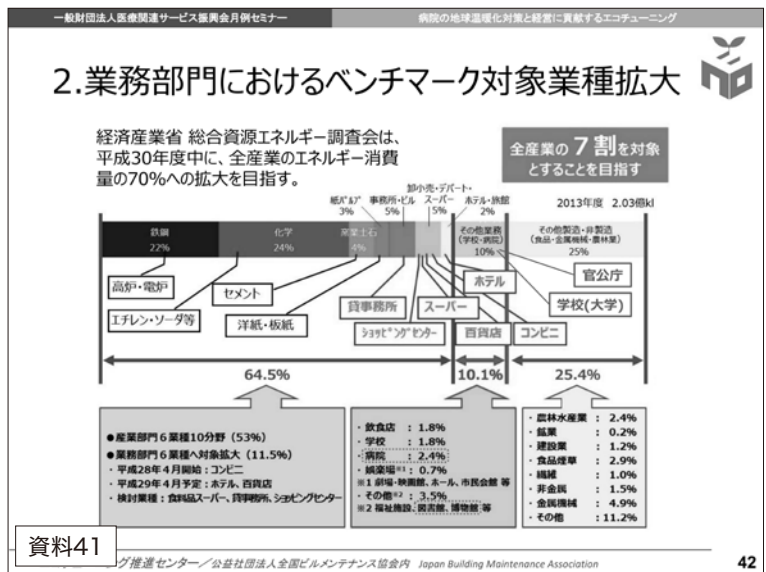 一般財団法人医療関連サービス振興会月例セミナー
病院の地球温暖化対策と経営に貢献するエコチューニング
2.業務部門におけるベンチマーク対象業種拡大
経済産業省 総合資源エネルギー調査会は、
平成30年度中に、全産業のエネルギー消費
量の70%への拡大を目指す。
全産業の7割を対象
とすることを目指す
2013年度 2.03億kl
鉄鋼
22%
化学
24%
窯業土石
4%
紙パルプ
3%
事務所・ビル
5%
卸小売・デパート・
スーパー
5%
ホテル・旅館
2%
その他業務
(学校・病院)
10%
その他製造・非製造
(食品・金属機械・農林業)
25%
高炉・電炉
エチレン・ソーダ等
セメント
洋紙・板紙
貸事務所
ショッピングセンター
スーパー
百貨店
ホテル
コンビニ
官公庁
学校(大学)
64.5%
10.1%
25.4%
●産業部門6業種10分野(53%)
●業務部門6業種へ対象拡大(11.5%)
・平成28年4月開始:コンビニ
・平成29年4月予定:ホテル、百貨店
・検討業種:食料品スーパー、貸事務所、ショッピングセンター
・飲食店 :1.8%
・学校 :1.8%
・病院 :2.4%
・娯楽場※1:0.7%
※1 劇場・映画館、ホール、市民会館 等
・その他※2:3.5%
※2 福祉施設、図書館、博物館 等
・農林水産業:2.4%
・鉱業 :0.2%
・建設業 :1.2%
・食品煙草 :2.9%
・繊維 :1.0%
・非金属 :1.5%
・金属機械 :4.9%
・その他 :11.2%
資料41
グ推進センター/公益社団法人全国ビルメンテナンス協会内 Japan Building Maintenance Association
42